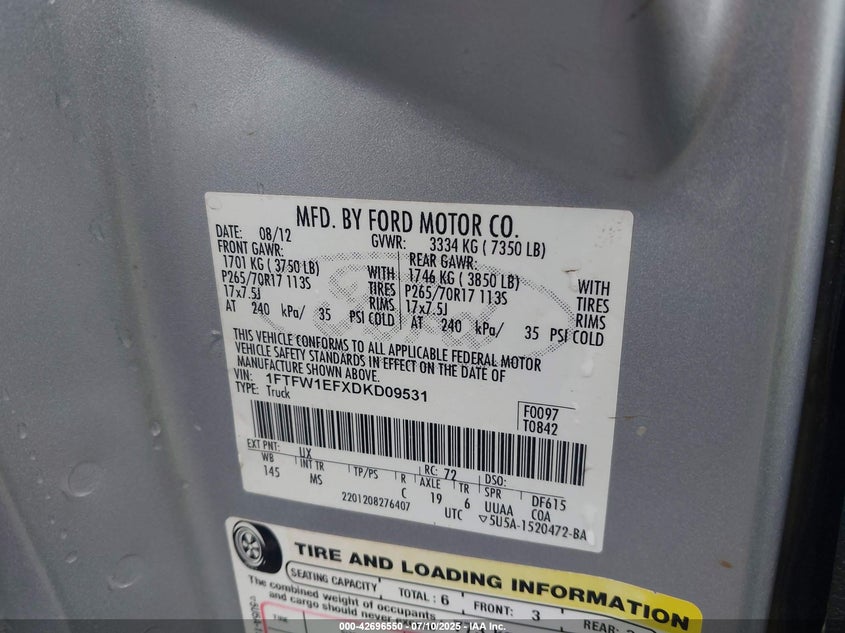 MFD. BY FORD MOTOR CO.
DATE: 08/12 GVWR: 3334 KG ( 7350 LB)
FRONT GAWR: REAR GAWR:
1701 KG ( 3750 LB) WITH 1746 KG ( 3850 LB) WITH
P265/70R17 113S TIRES P265/70R17 113S TIRES
17x7.5J RIMS 17x7.5J RIMS
AT 240 kPa/ 35 PSI COLD AT 240 kPa/ 35 PSI COLD
THIS VEHICLE CONFORMS TO ALL APPLICABLE FEDERAL MOTOR
VEHICLE SAFETY STANDARDS IN EFFECT ON THE DATE OF
MANUFACTURE SHOWN ABOVE.
VIN: 1FTFW1EFXDKD09531
TYPE: Truck
F0097
T0842
EXT PNT: UX RC: 72 DSO:
WB INT TR TP/PS R AXLE TR SPR DF615
145 MS C 19 6 UUAA COA
2201208276407 UTC ▽5U5A-1520472-BA
TIRE AND LOADING INFORMATION
SEATING CAPACITY TOTAL: 6 FRONT: 3 REAR:
The combined weight of occupants
and cargo should never
TIRE
000-42696550 - 07/10/2025 - © IAA Inc.